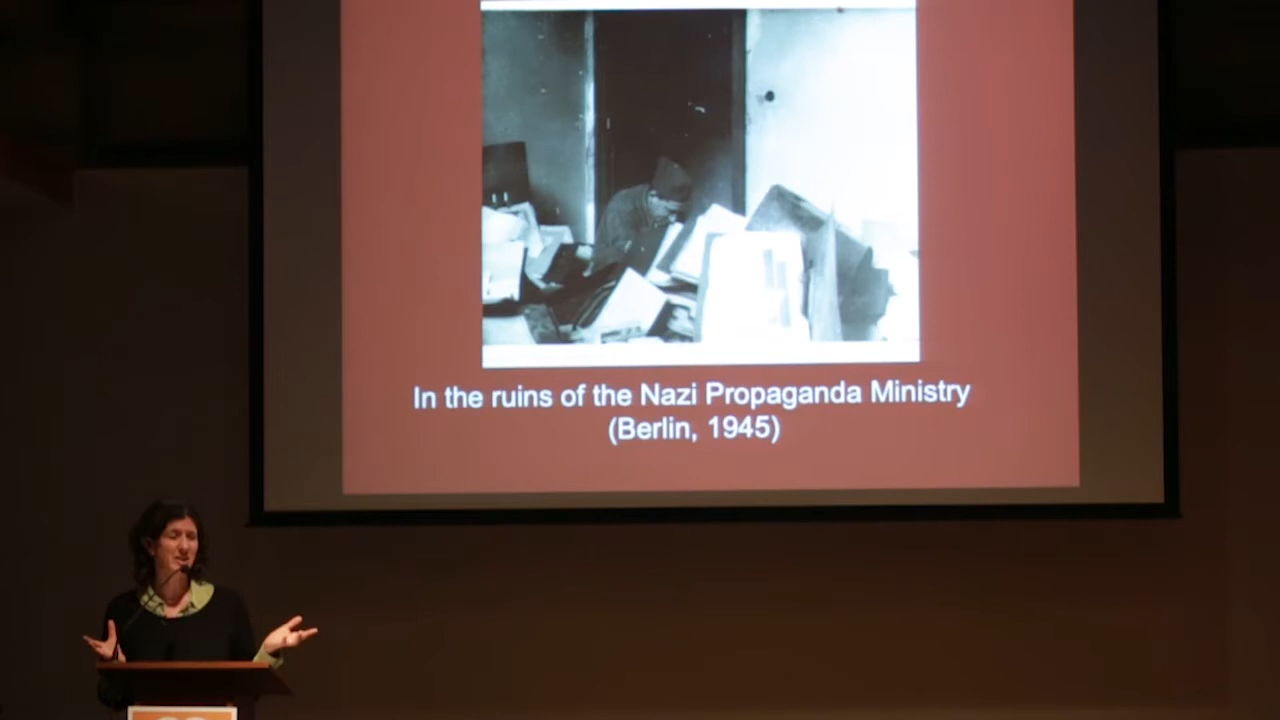 In the ruins of the Nazi Propaganda Ministry
(Berlin, 1945)